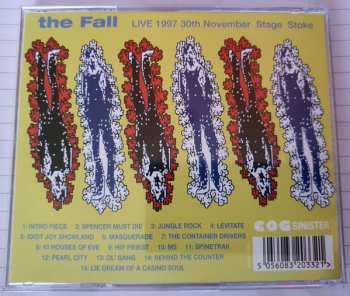 the Fall LIVE 1997 30th November Stage Stoke
1: INTRO PIECE 2: SPENCER MUST DIE 3: JUNGLE ROCK 4: LEVITATE
5: IDIOT JOY SHOWLAND 6: MASQUERADE 7: THE CONTAINER DRIVERS
8: 10 HOUSES OF EVE 9: HIP PRIEST 10: M5 11: SPINETRAK
12: PEARL CITY 13: OL' GANG 14: BEHIND THE COUNTER
15: LIE DREAM OF A CASINO SOUL
COG SINISTER
5 056083 203321